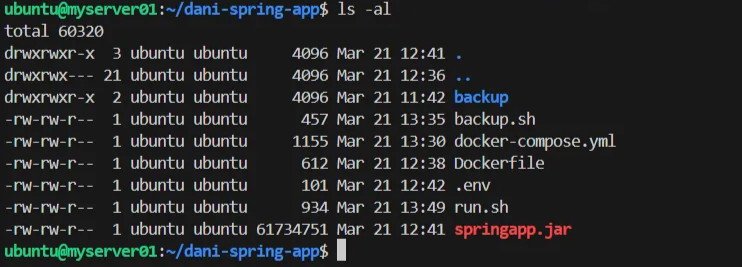 ubuntu@myserver01:~/dani-spring-app$ ls -al
total 60320
drwxrwxr-x  3 ubuntu ubuntu     4096 Mar 21 12:41 .
drwxrwx--- 21 ubuntu ubuntu     4096 Mar 21 12:36 ..
drwxrwxr-x  2 ubuntu ubuntu     4096 Mar 21 11:42 backup
-rw-rw-r--  1 ubuntu ubuntu      457 Mar 21 13:35 backup.sh
-rw-rw-r--  1 ubuntu ubuntu     1155 Mar 21 13:30 docker-compose.yml
-rw-rw-r--  1 ubuntu ubuntu      612 Mar 21 12:38 Dockerfile
-rw-rw-r--  1 ubuntu ubuntu      101 Mar 21 12:42 .env
-rw-rw-r--  1 ubuntu ubuntu      934 Mar 21 13:49 run.sh
-rw-rw-r--  1 ubuntu ubuntu 61734751 Mar 21 12:41 springapp.jar
ubuntu@myserver01:~/dani-spring-app$